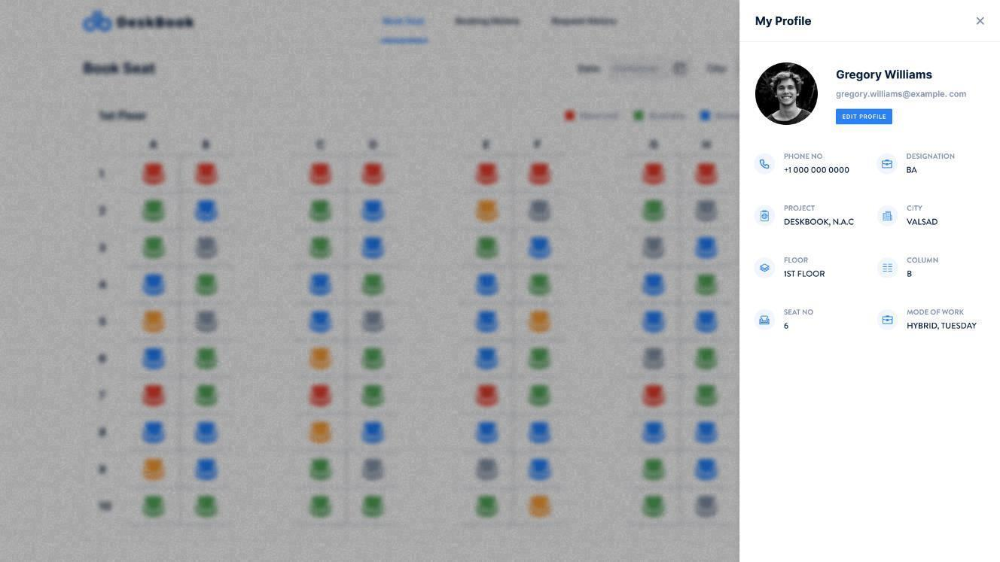 DeskBook
Book Seat
Booking History
Request History
Book Seat
Date
City
1st Floor
Reserved
Available
A B C D E F G H
1
2
3
4
5
6
7
8
9
10
My Profile
Gregory Williams
gregory.williams@example. com
EDIT PROFILE
PHONE NO
+1 000 000 0000
DESIGNATION
BA
PROJECT
DESKBOOK, N.A.C
CITY
VALSAD
FLOOR
1ST FLOOR
COLUMN
B
SEAT NO
6
MODE OF WORK
HYBRID, TUESDAY